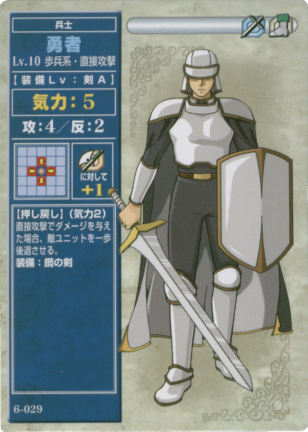 兵士
勇者
Lv.10 歩兵系・直接攻撃
【装備Lv：剣A】
気力：5
攻：4／反：2
に対して
+1
【押し戻し】（気力2）
直接攻撃でダメージを与え
た場合、敵ユニットを一歩
後退させる。
装備：鋼の剣
6-029